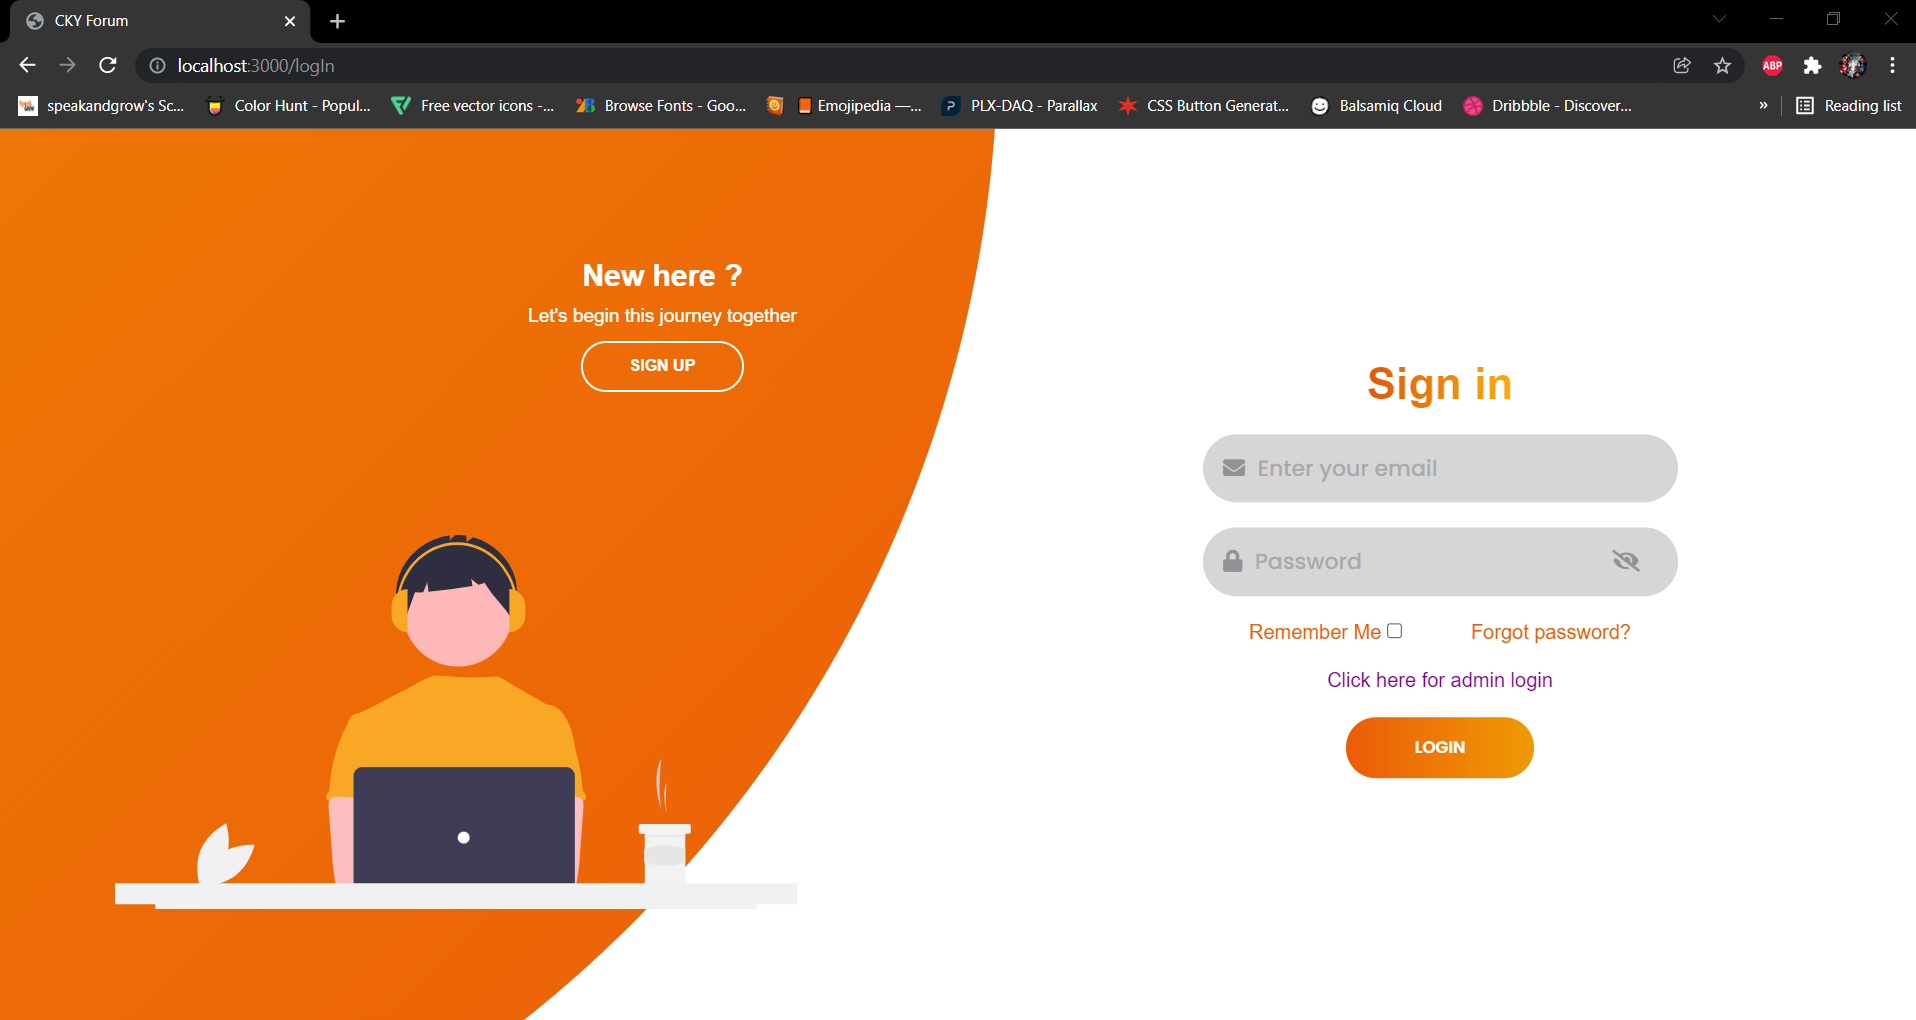 CKY Forum
localhost:3000/logIn
speakandgrow's Sc...
Color Hunt - Popul...
Free vector icons -...
Browse Fonts - Goo...
Emojipedia —...
PLX-DAQ - Parallax
CSS Button Generat...
Balsamiq Cloud
Dribbble - Discover...
»
Reading list
ABP
New here ?
Let's begin this journey together
SIGN UP
Sign in
Enter your email
Password
Remember Me
Forgot password?
Click here for admin login
LOGIN